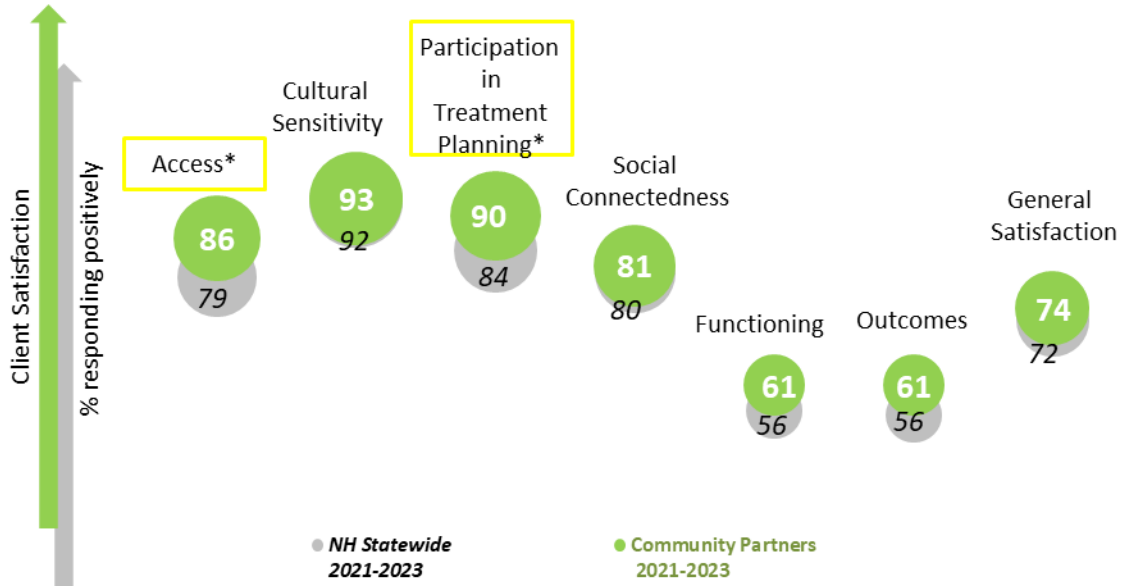 Client Satisfaction
% responding positively
Access*
86
79
Cultural
Sensitivity
93
92
Participation
in
Treatment
Planning*
90
84
Social
Connectedness
81
80
Functioning
61
56
Outcomes
61
56
General
Satisfaction
74
72
NH Statewide
2021-2023
Community Partners
2021-2023